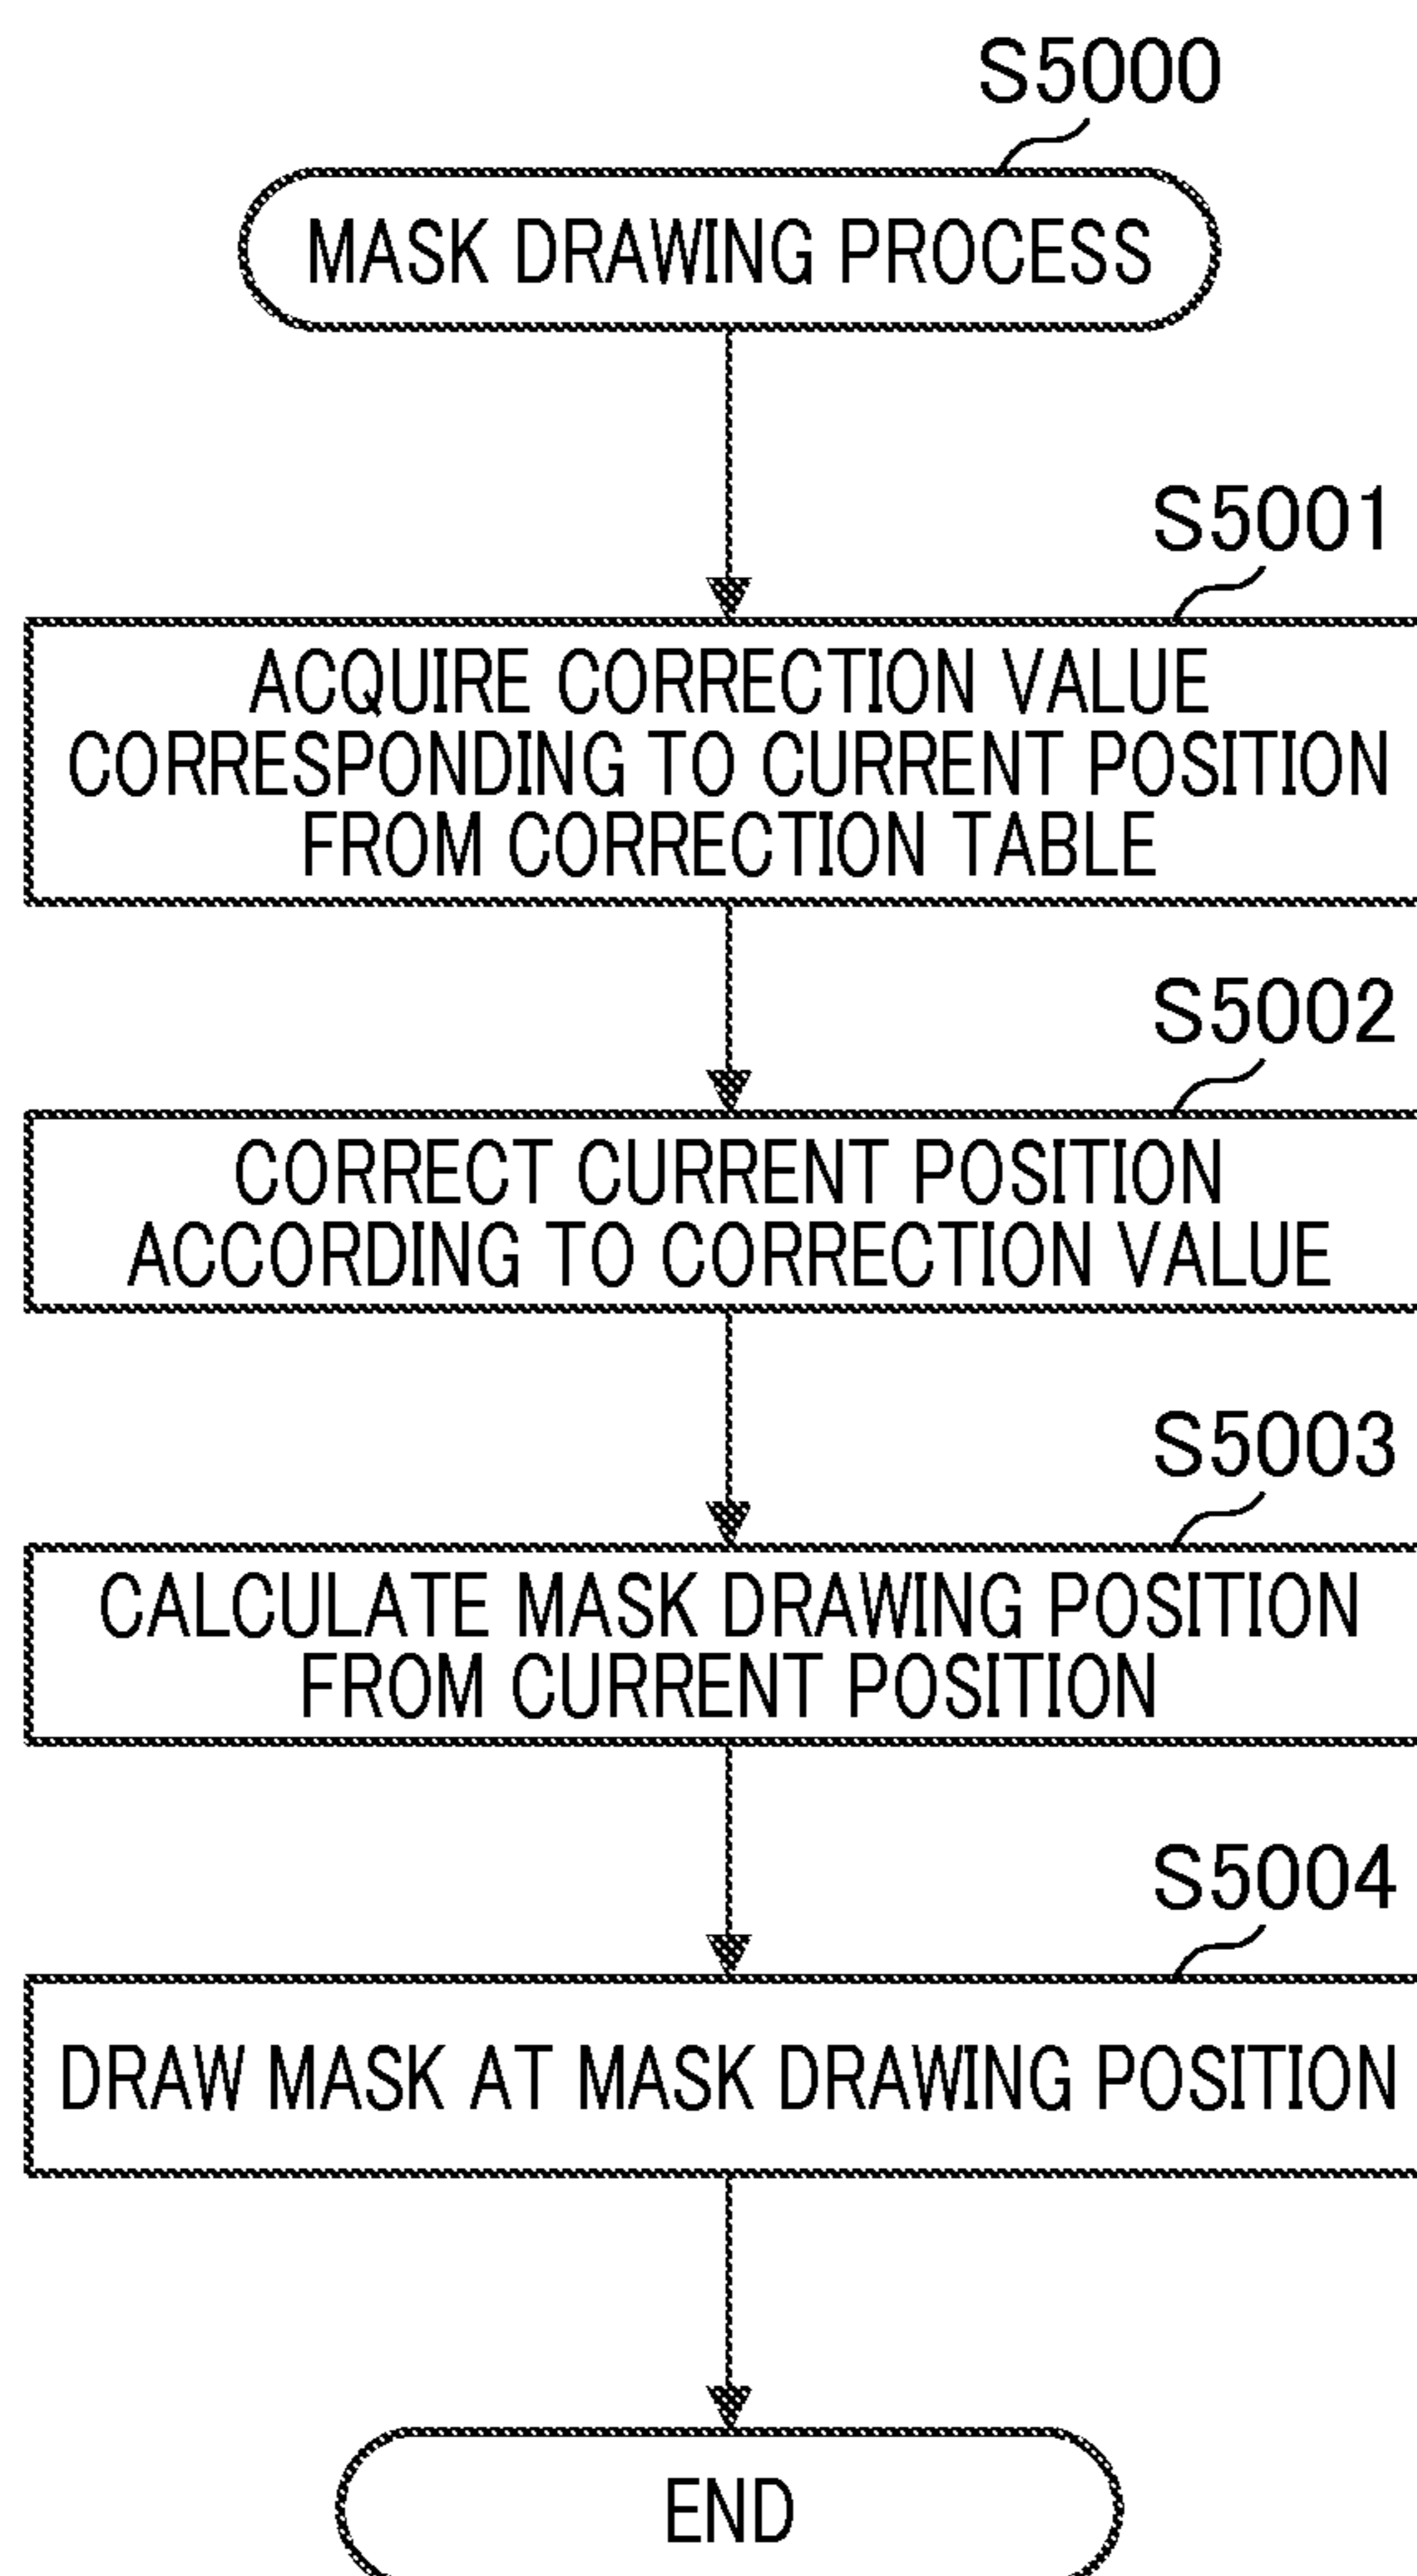 S5000
MASK DRAWING PROCESS
S5001
ACQUIRE CORRECTION VALUE
CORRESPONDING TO CURRENT POSITION
FROM CORRECTION TABLE
S5002
CORRECT CURRENT POSITION
ACCORDING TO CORRECTION VALUE
S5003
CALCULATE MASK DRAWING POSITION
FROM CURRENT POSITION
S5004
DRAW MASK AT MASK DRAWING POSITION
END